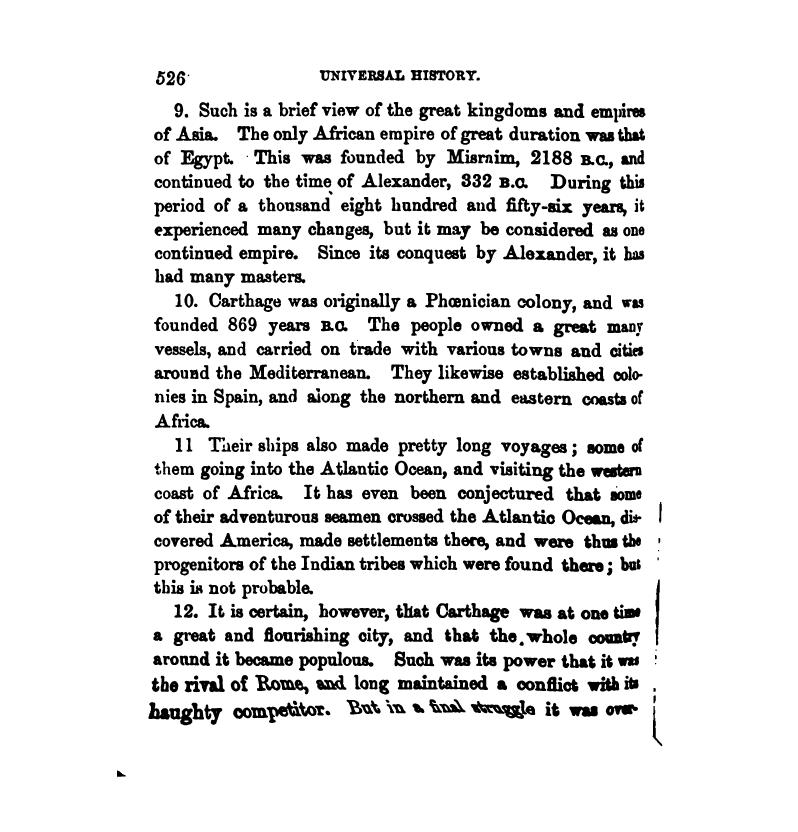 526
UNIVERSAL HISTORY.
9. Such is a brief view of the great kingdoms and empires
of Asia. The only African empire of great duration was that
of Egypt. This was founded by Misraim, 2188 B.C., and
continued to the time of Alexander, 332 B.C. During this
period of a thousand eight hundred and fifty-six years, it
experienced many changes, but it may be considered as one
continued empire. Since its conquest by Alexander, it has
had many masters.
10. Carthage was originally a Phœnician colony, and was
founded 869 years B.C. The people owned a great many
vessels, and carried on trade with various towns and cities
around the Mediterranean. They likewise established colo-
nies in Spain, and along the northern and eastern coasts of
Africa.
11 Their ships also made pretty long voyages; some of
them going into the Atlantic Ocean, and visiting the western
coast of Africa. It has even been conjectured that some
of their adventurous seamen crossed the Atlantic Ocean, dis-
covered America, made settlements there, and were thus the
progenitors of the Indian tribes which were found there; but
this is not probable.
12. It is certain, however, that Carthage was at one time
a great and flourishing city, and that the whole country
around it became populous. Such was its power that it was
the rival of Rome, and long maintained a conflict with its
haughty competitor. But in a final struggle it was over-